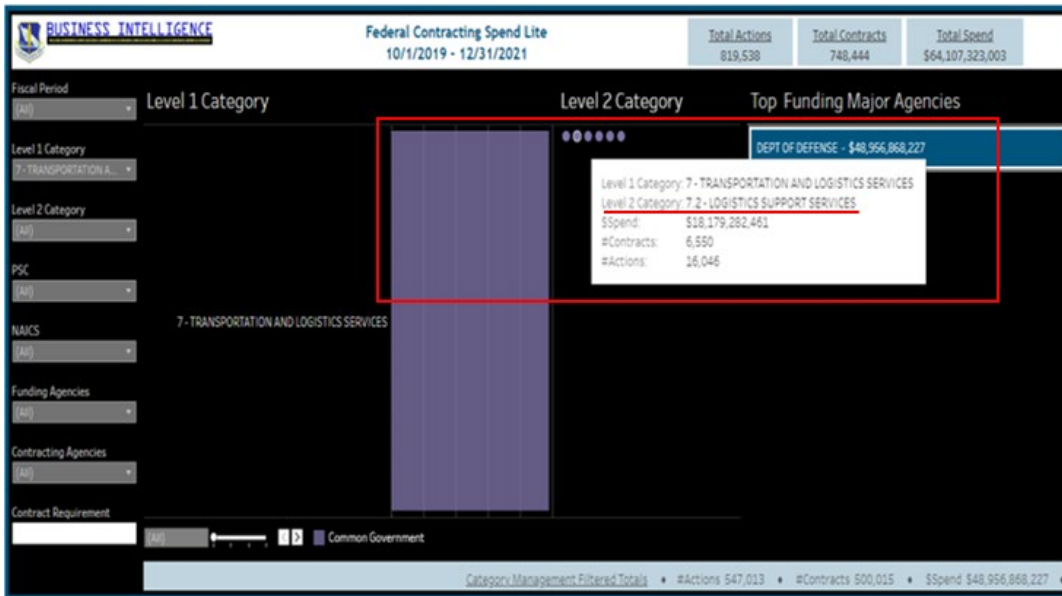 BUSINESS INTELLIGENCE
Federal Contracting Spend Lite
10/1/2019 - 12/31/2021
Total Actions
819,538
Total Contracts
748,444
Total Spend
$64,107,323,003
Fiscal Period
(All)
Level 1 Category
7 - TRANSPORTATION A...
Level 2 Category
(All)
PSC
(All)
NAICS
(All)
Funding Agencies
(All)
Contracting Agencies
(All)
Contract Requirement
Level 1 Category
Level 2 Category
Top Funding Major Agencies
7 - TRANSPORTATION AND LOGISTICS SERVICES
DEPT OF DEFENSE - $48,956,868,227
Level 1 Category: 7 - TRANSPORTATION AND LOGISTICS SERVICES
Level 2 Category: 7.2 - LOGISTICS SUPPORT SERVICES
$Spend: $18,179,282,461
#Contracts: 6,550
#Actions: 16,046
(All)
Common Government
Category Management Filtered Totals • #Actions 547,013 • #Contracts 500,015 • $Spend $48,956,868,227